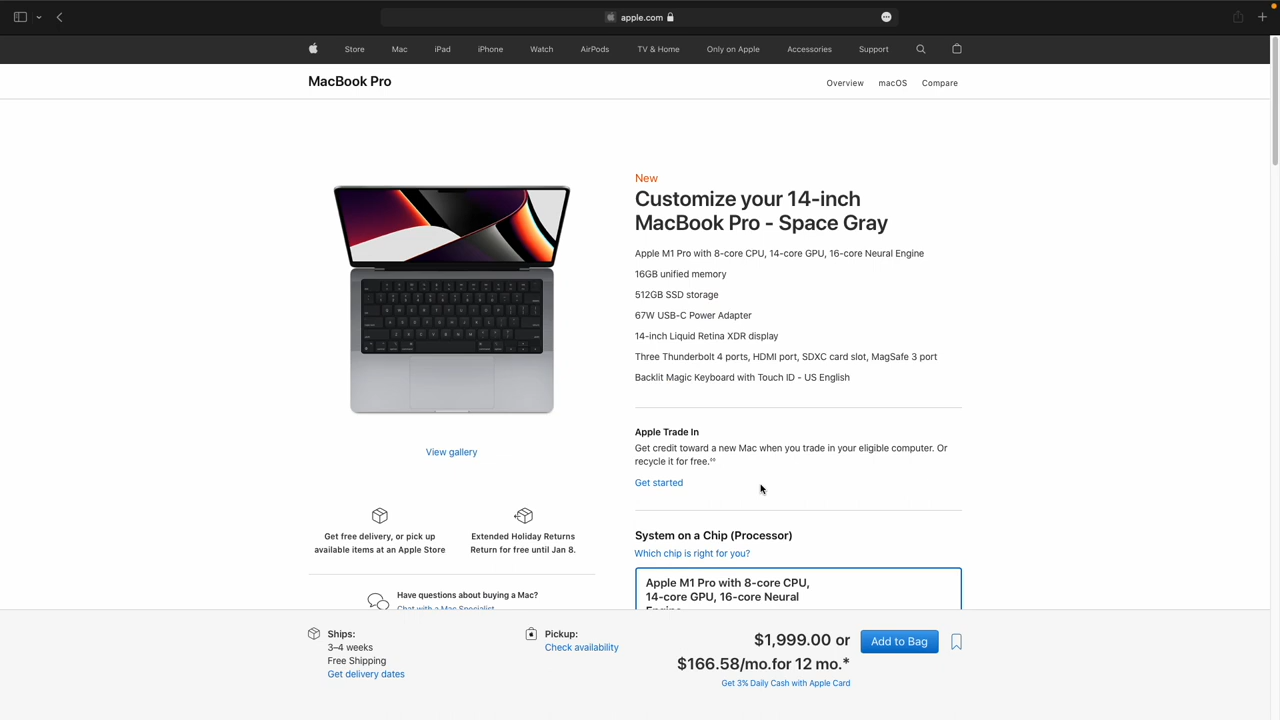 apple.com
Store Mac iPad iPhone Watch AirPods TV & Home Only on Apple Accessories Support
MacBook Pro
Overview macOS Compare
New
Customize your 14-inch
MacBook Pro - Space Gray
Apple M1 Pro with 8-core CPU, 14-core GPU, 16-core Neural Engine
16GB unified memory
512GB SSD storage
67W USB-C Power Adapter
14-inch Liquid Retina XDR display
Three Thunderbolt 4 ports, HDMI port, SDXC card slot, MagSafe 3 port
Backlit Magic Keyboard with Touch ID - US English
View gallery
Apple Trade In
Get credit toward a new Mac when you trade in your eligible computer. Or
recycle it for free.◊◊
Get started
Get free delivery, or pick up
available items at an Apple Store
Extended Holiday Returns
Return for free until Jan 8.
Have questions about buying a Mac?
Chat with a Mac Specialist
System on a Chip (Processor)
Which chip is right for you?
Apple M1 Pro with 8-core CPU,
14-core GPU, 16-core Neural
Engine
Ships:
3–4 weeks
Free Shipping
Get delivery dates
Pickup:
Check availability
$1,999.00 or
$166.58/mo.for 12 mo.*
Get 3% Daily Cash with Apple Card
Add to Bag